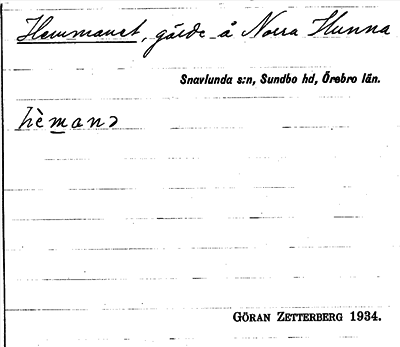 Hemmanet, gärde å Norra Hunna
Snavlunda s:n, Sundbo hd, Örebro län.
hèmanə
GÖRAN ZETTERBERG 1934.